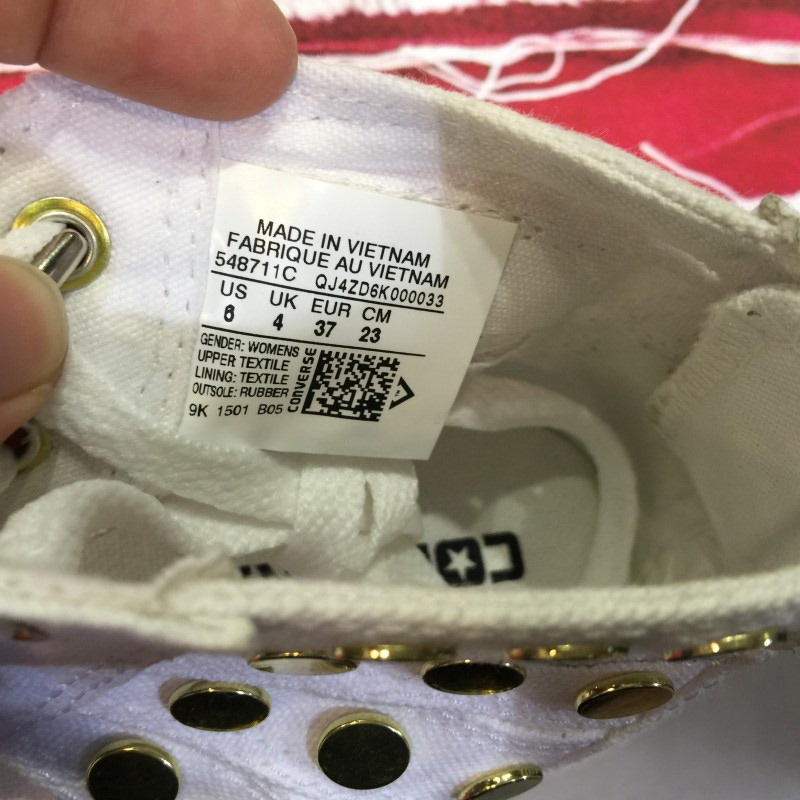 MADE IN VIETNAM
FABRIQUE AU VIETNAM
548711C QJ4ZD6K000033
US UK EUR CM
6 4 37 23
GENDER: WOMENS
UPPER: TEXTILE
LINING: TEXTILE
OUTSOLE: RUBBER
9K 1501 B05
CONVERSE